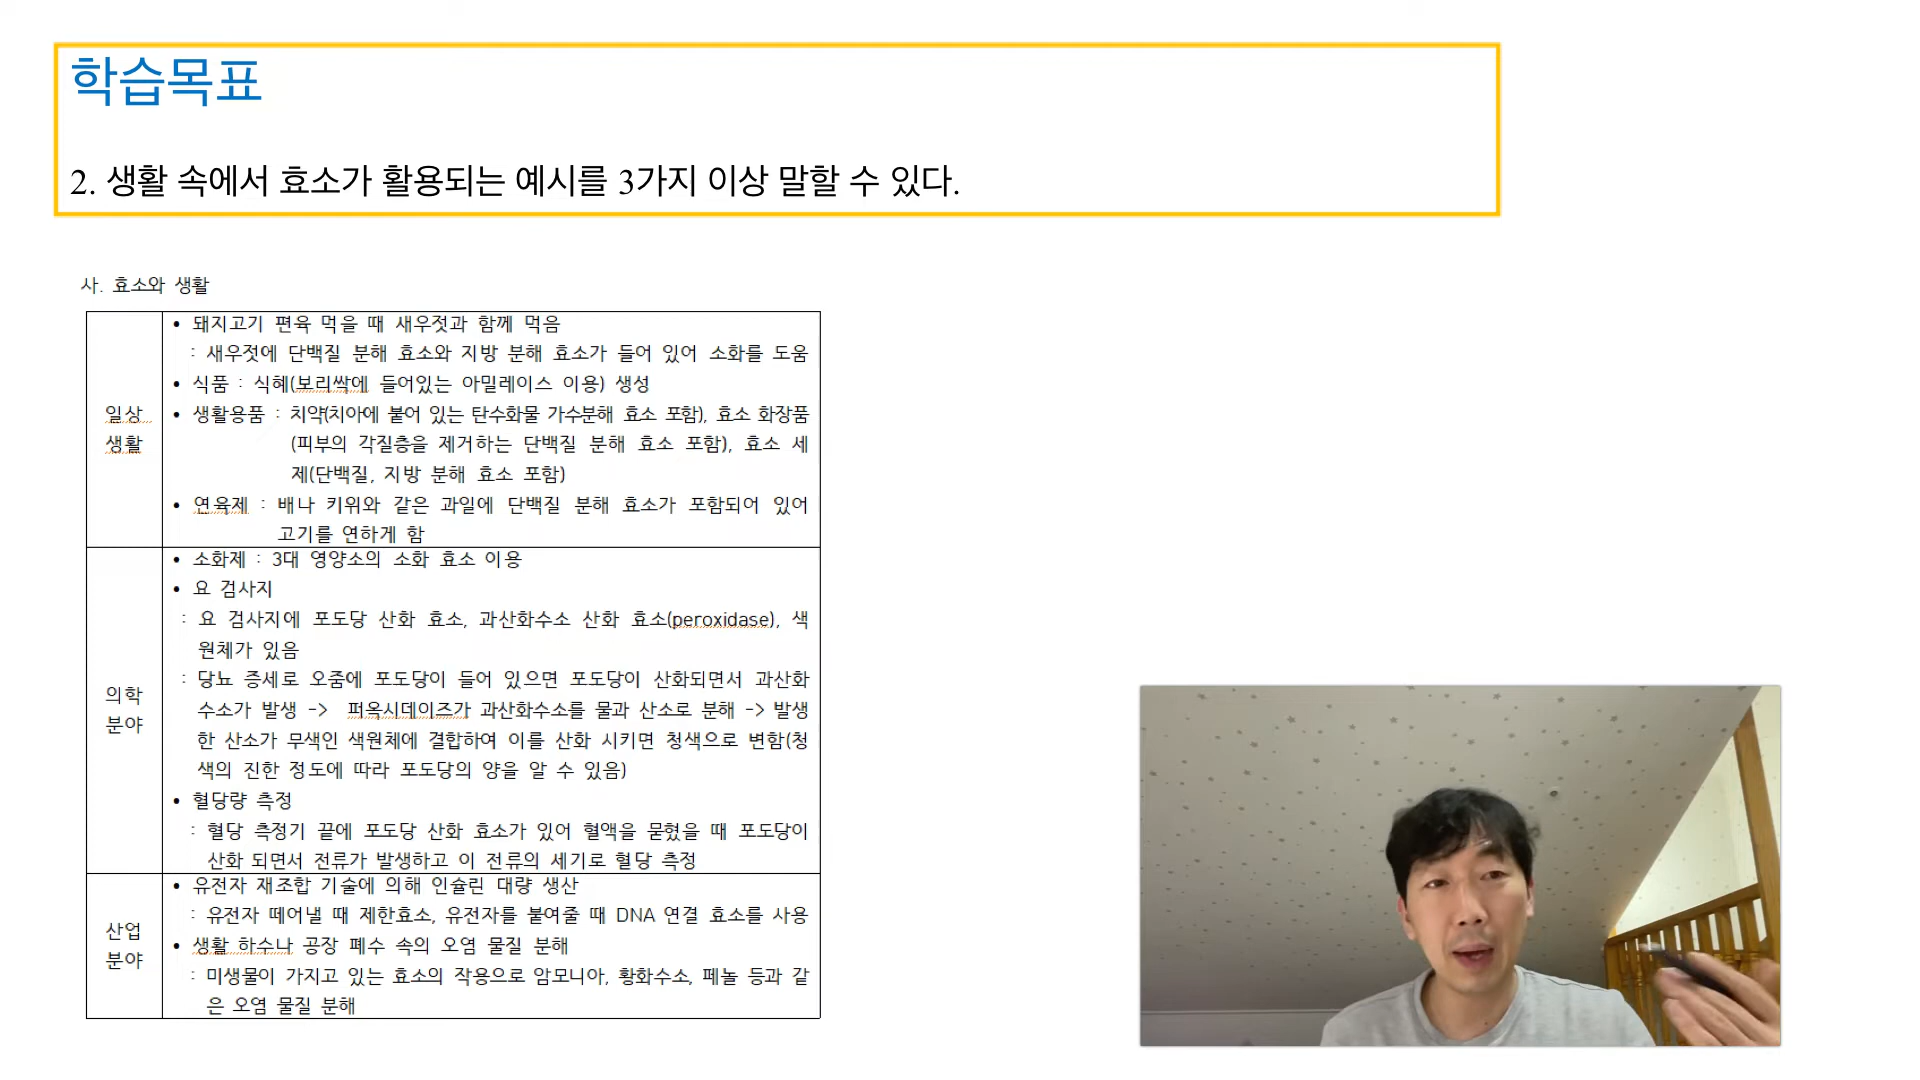 학습목표
2. 생활 속에서 효소가 활용되는 예시를 3가지 이상 말할 수 있다.
사. 효소와 생활
일상
생활
• 돼지고기 편육 먹을 때 새우젓과 함께 먹음
: 새우젓에 단백질 분해 효소와 지방 분해 효소가 들어 있어 소화를 도움
• 식품 : 식혜(보리싹에 들어있는 아밀레이스 이용) 생성
• 생활용품 : 치약(치아에 붙어 있는 탄수화물 가수분해 효소 포함), 효소 화장품
(피부의 각질층을 제거하는 단백질 분해 효소 포함), 효소 세
제(단백질, 지방 분해 효소 포함)
• 연육제 : 배나 키위와 같은 과일에 단백질 분해 효소가 포함되어 있어
고기를 연하게 함
의학
분야
• 소화제 : 3대 영양소의 소화 효소 이용
• 요 검사지
: 요 검사지에 포도당 산화 효소, 과산화수소 산화 효소(peroxidase), 색
원체가 있음
: 당뇨 증세로 오줌에 포도당이 들어 있으면 포도당이 산화되면서 과산화
수소가 발생 -> 퍼옥시데이즈가 과산화수소를 물과 산소로 분해 -> 발생
한 산소가 무색인 색원체에 결합하여 이를 산화 시키면 청색으로 변함(청
색의 진한 정도에 따라 포도당의 양을 알 수 있음)
• 혈당량 측정
: 혈당 측정기 끝에 포도당 산화 효소가 있어 혈액을 묻혔을 때 포도당이
산화 되면서 전류가 발생하고 이 전류의 세기로 혈당 측정
산업
분야
• 유전자 재조합 기술에 의해 인슐린 대량 생산
: 유전자 떼어낼 때 제한효소, 유전자를 붙여줄 때 DNA 연결 효소를 사용
• 생활 하수나 공장 폐수 속의 오염 물질 분해
: 미생물이 가지고 있는 효소의 작용으로 암모니아, 황화수소, 페놀 등과 같
은 오염 물질 분해